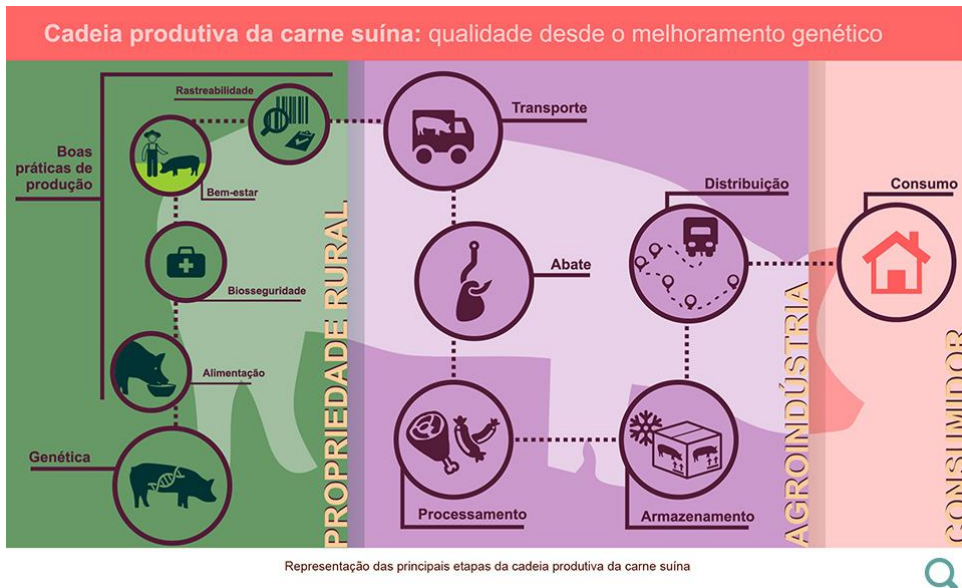 Cadeia produtiva da carne suína: qualidade desde o melhoramento genético
Rastreabilidade
Boas
práticas de
produção
Bem-estar
Biosseguridade
Alimentação
Genética
PROPRIEDADE RURAL
Transporte
Abate
Processamento
Distribuição
Armazenamento
AGROINDÚSTRIA
Consumo
CONSUMIDOR
Representação das principais etapas da cadeia produtiva da carne suína